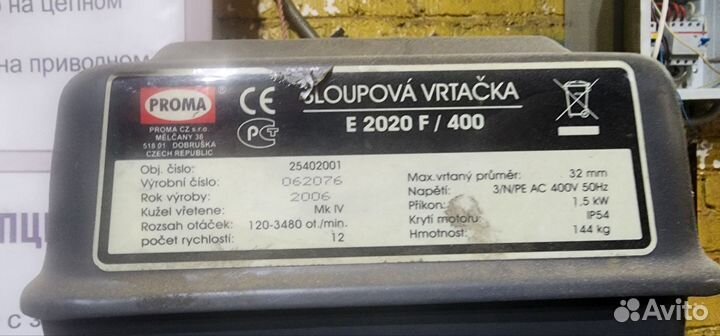 на цепном
на приводном
PROMA ®
CE
PCT
PROMA CZ s.r.o.
MĚLČANY 38
518 01 DOBRUŠKA
CZECH REPUBLIC
SLOUPOVÁ VRTAČKA
E 2020 F / 400
Obj. číslo: 25402001
Výrobní číslo: 062076
Rok výroby: 2006
Kužel vřetene: Mk IV
Rozsah otáček: 120-3480 ot./min.
počet rychlostí: 12
Max.vrtaný průměr: 32 mm
Napětí: 3/N/PE AC 400V 50Hz
Příkon: 1.5 kW
Krytí motoru: IP54
Hmotnost: 144 kg
Avito